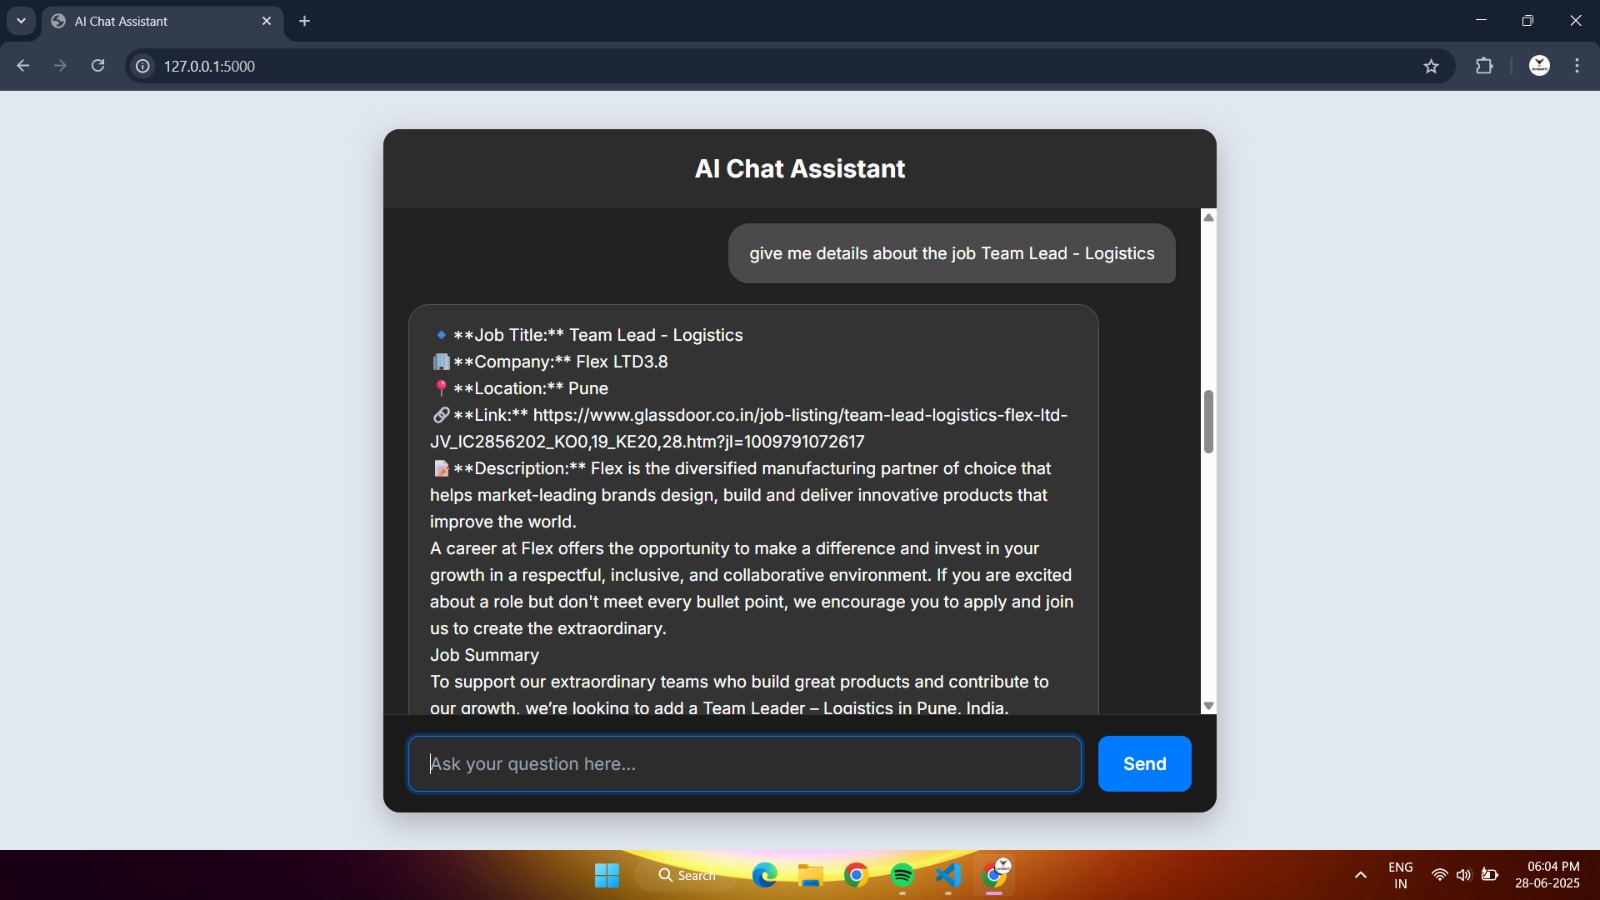 AI Chat Assistant
127.0.0.1:5000
AI Chat Assistant
give me details about the job Team Lead - Logistics
**Job Title:** Team Lead - Logistics
**Company:** Flex LTD3.8
**Location:** Pune
**Link:** https://www.glassdoor.co.in/job-listing/team-lead-logistics-flex-ltd-
JV_IC2856202_KO0,19_KE20,28.htm?jl=1009791072617
**Description:** Flex is the diversified manufacturing partner of choice that
helps market-leading brands design, build and deliver innovative products that
improve the world.
A career at Flex offers the opportunity to make a difference and invest in your
growth in a respectful, inclusive, and collaborative environment. If you are excited
about a role but don't meet every bullet point, we encourage you to apply and join
us to create the extraordinary.
Job Summary
To support our extraordinary teams who build great products and contribute to
our growth, we’re looking to add a Team Leader – Logistics in Pune, India.
Ask your question here...
Send
Search
ENG
IN
06:04 PM
28-06-2025